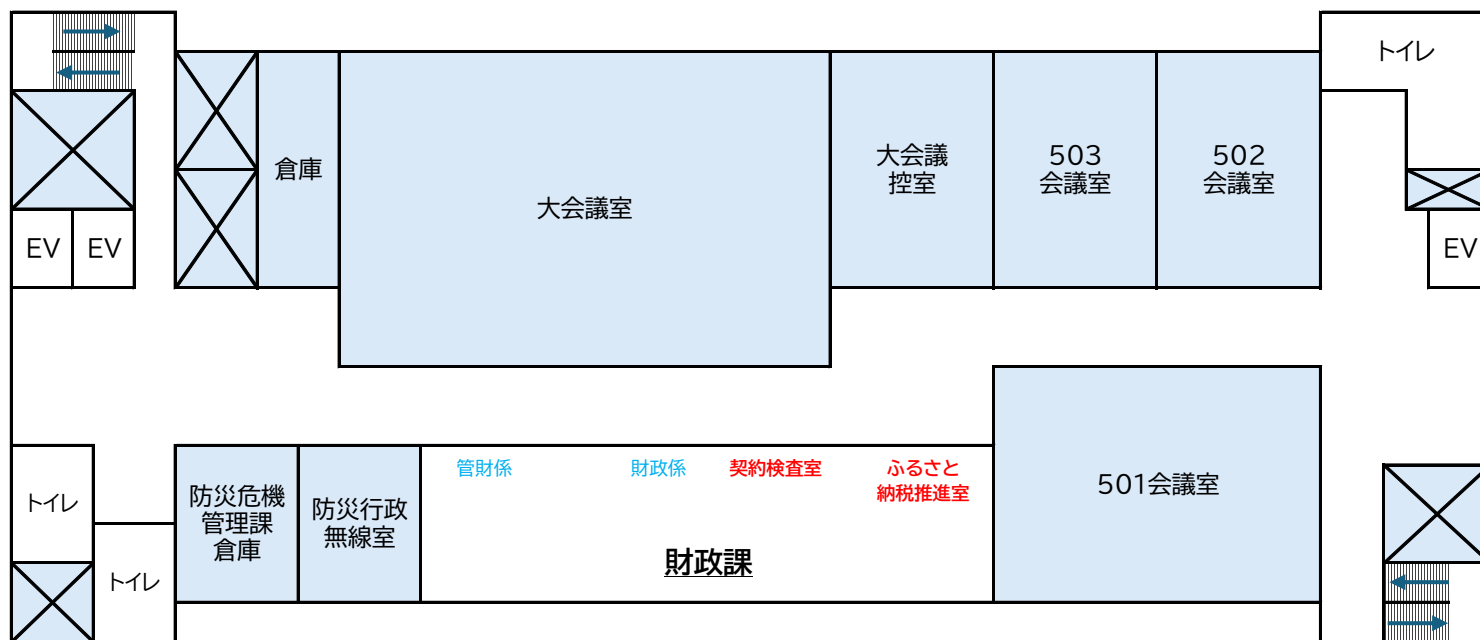 トイレ
倉庫
大会議室
大会議
控室
503
会議室
502
会議室
EV
EV
EV
トイレ
トイレ
防災危機
管理課
倉庫
防災行政
無線室
管財係
財政係
契約検査室
ふるさと
納税推進室
財政課
501会議室